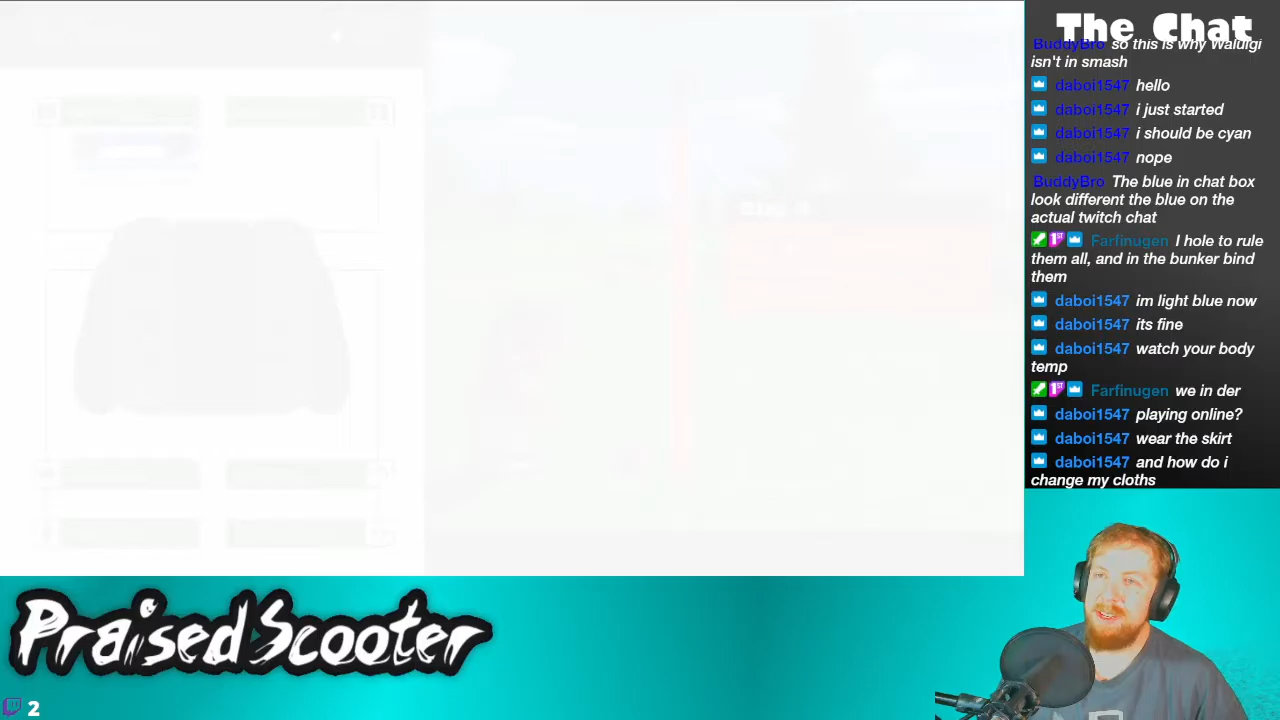 The Chat
BuddyBro so this is why Waluigi
isn't in smash
daboi1547 hello
daboi1547 i just started
daboi1547 i should be cyan
daboi1547 nope
BuddyBro The blue in chat box
look different the blue on the
actual twitch chat
1ST Farfinugen I hole to rule
them all, and in the bunker bind
them
daboi1547 im light blue now
daboi1547 its fine
daboi1547 watch your body
temp
1ST Farfinugen we in der
daboi1547 playing online?
daboi1547 wear the skirt
daboi1547 and how do i
change my cloths
PraisedScooter
2